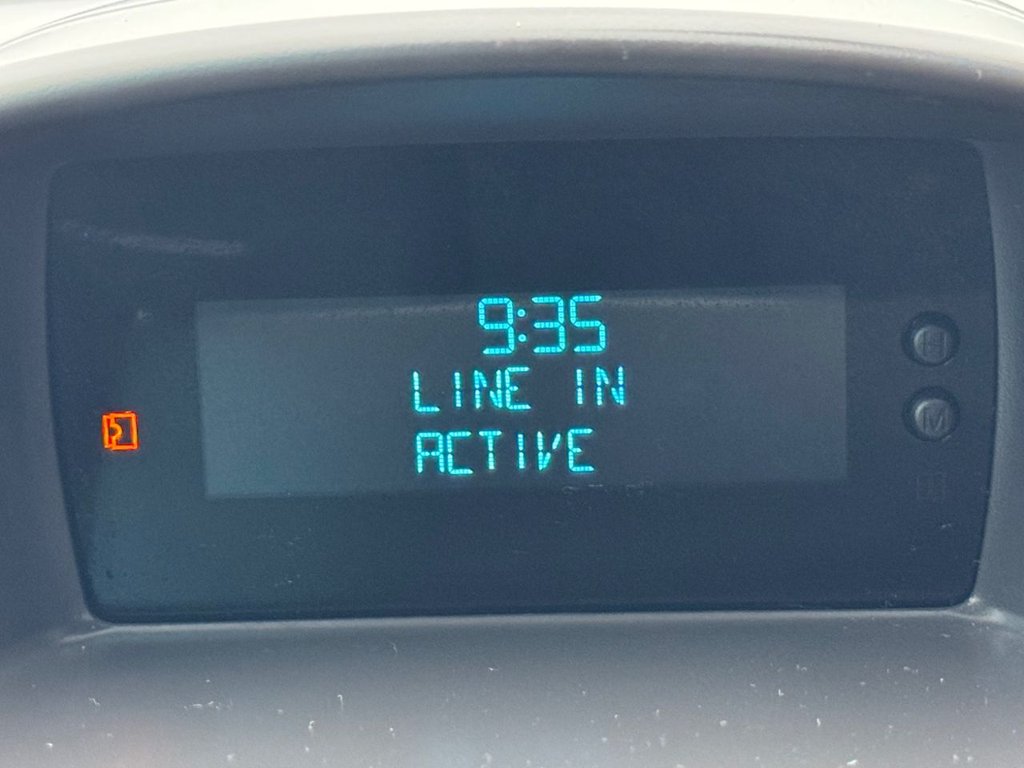 9:35
LINE IN
ACTIVE
H
M